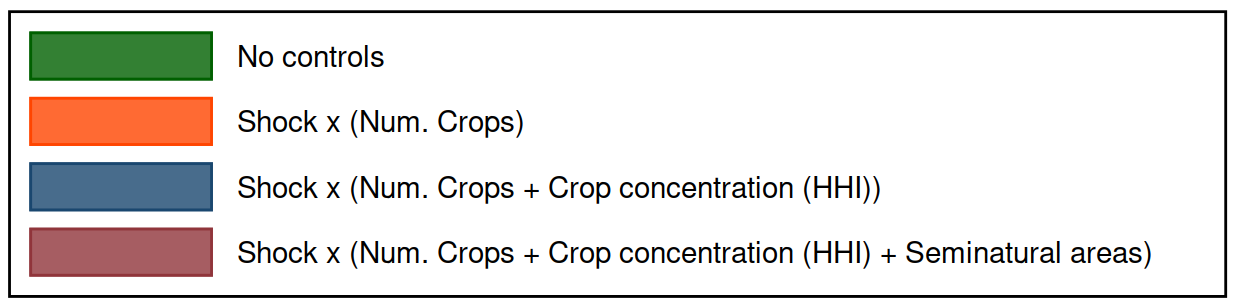 No controls
Shock x (Num. Crops)
Shock x (Num. Crops + Crop concentration (HHI))
Shock x (Num. Crops + Crop concentration (HHI) + Seminatural areas)